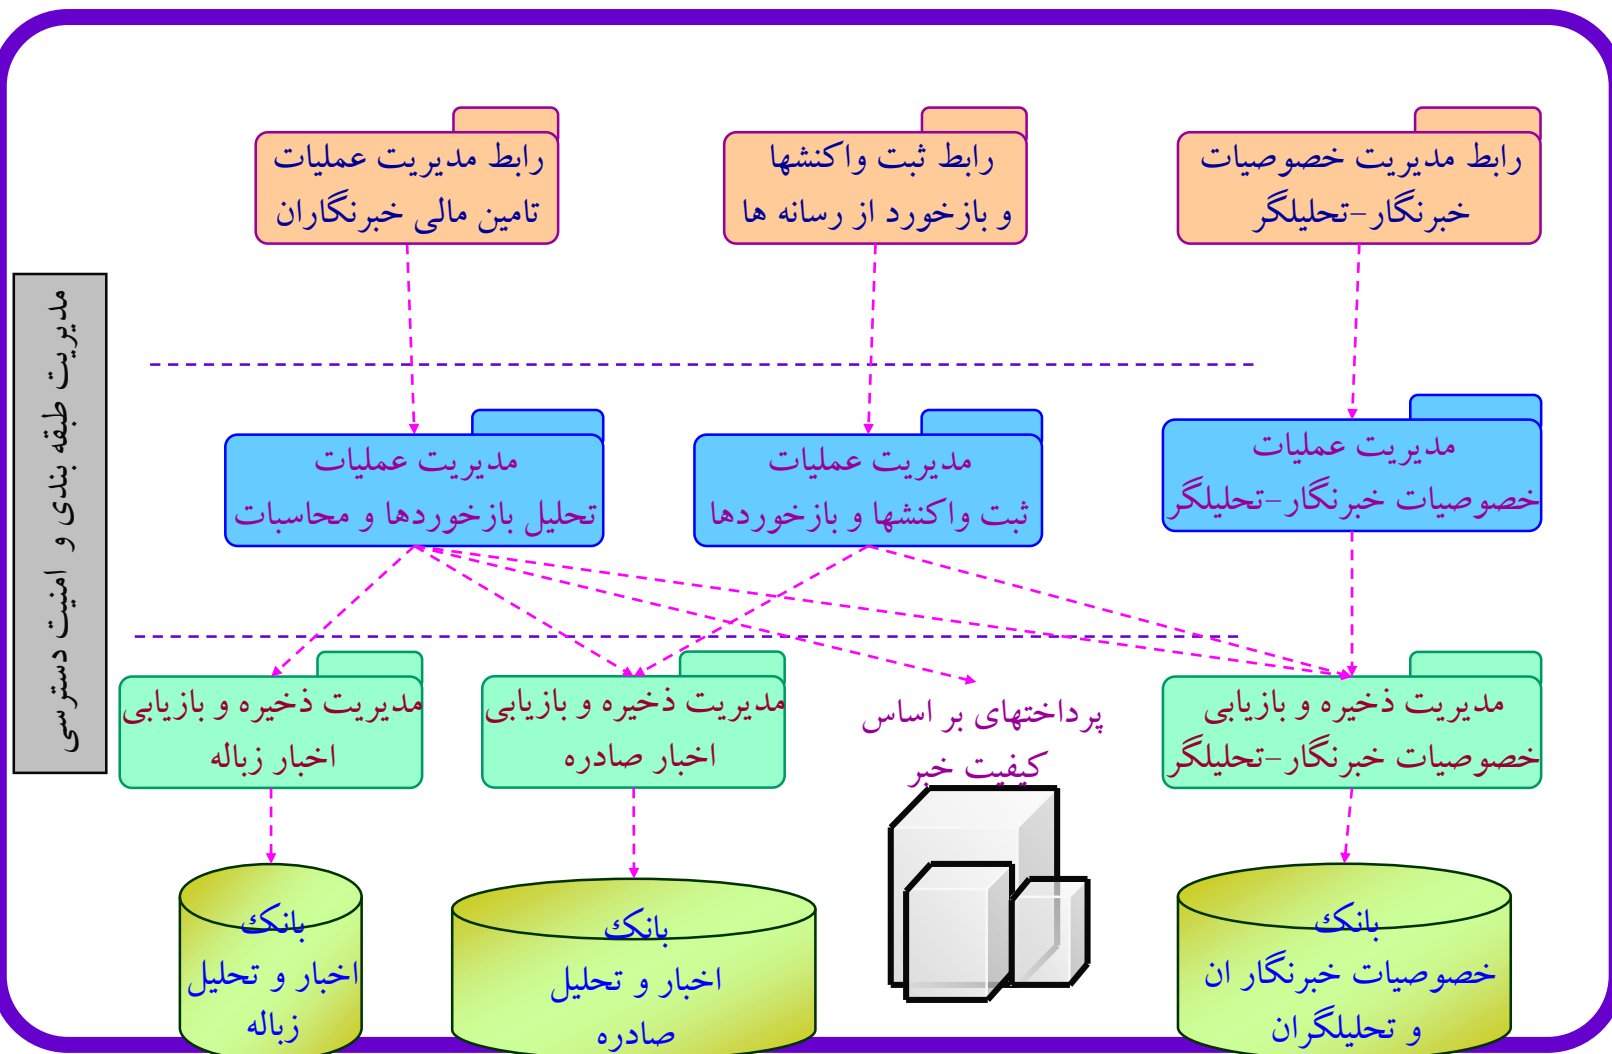 رابط مدیریت خصوصیات
خبرنگار-تحلیلگر
رابط ثبت واکنشها
و بازخورد از رسانه ها
رابط مدیریت عملیات
تامین مالی خبرنگاران
مدیریت عملیات
خصوصیات خبرنگار-تحلیلگر
مدیریت عملیات
ثبت واکنشها و بازخوردها
مدیریت عملیات
تحلیل بازخوردها و محاسبات
مدیریت طبقه بندی و امنیت دسترسی
مدیریت ذخیره و بازیابی
خصوصیات خبرنگار-تحلیلگر
پرداختهای بر اساس
کیفیت خبر
مدیریت ذخیره و بازیابی
اخبار صادره
مدیریت ذخیره و بازیابی
اخبار زباله
بانک
خصوصیات خبرنگار ان
و تحلیلگران
بانک
اخبار و تحلیل
صادره
بانک
اخبار و تحلیل
زباله